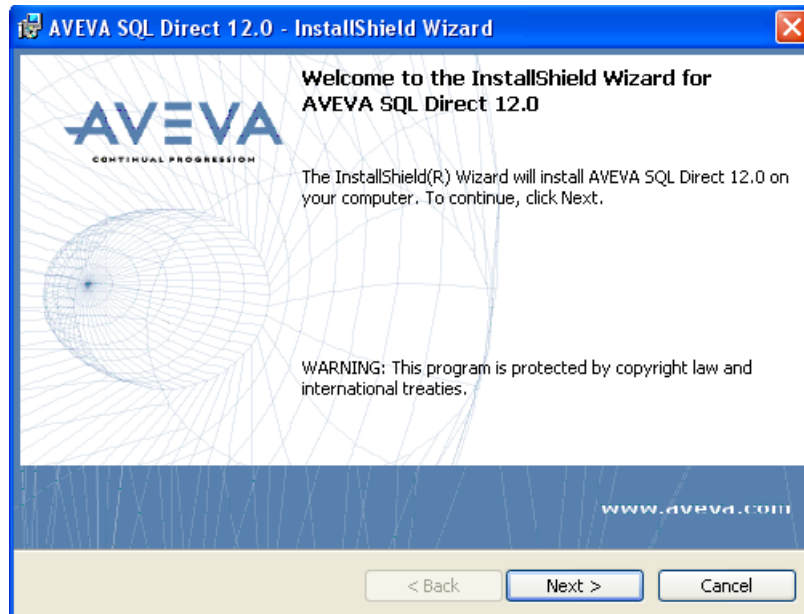 AVEVA SQL Direct 12.0 - InstallShield Wizard
AVEVA
CONTINUAL PROGRESSION
Welcome to the InstallShield Wizard for
AVEVA SQL Direct 12.0
The InstallShield(R) Wizard will install AVEVA SQL Direct 12.0 on
your computer. To continue, click Next.
WARNING: This program is protected by copyright law and
international treaties.
www.aveva.com
< Back
Next >
Cancel